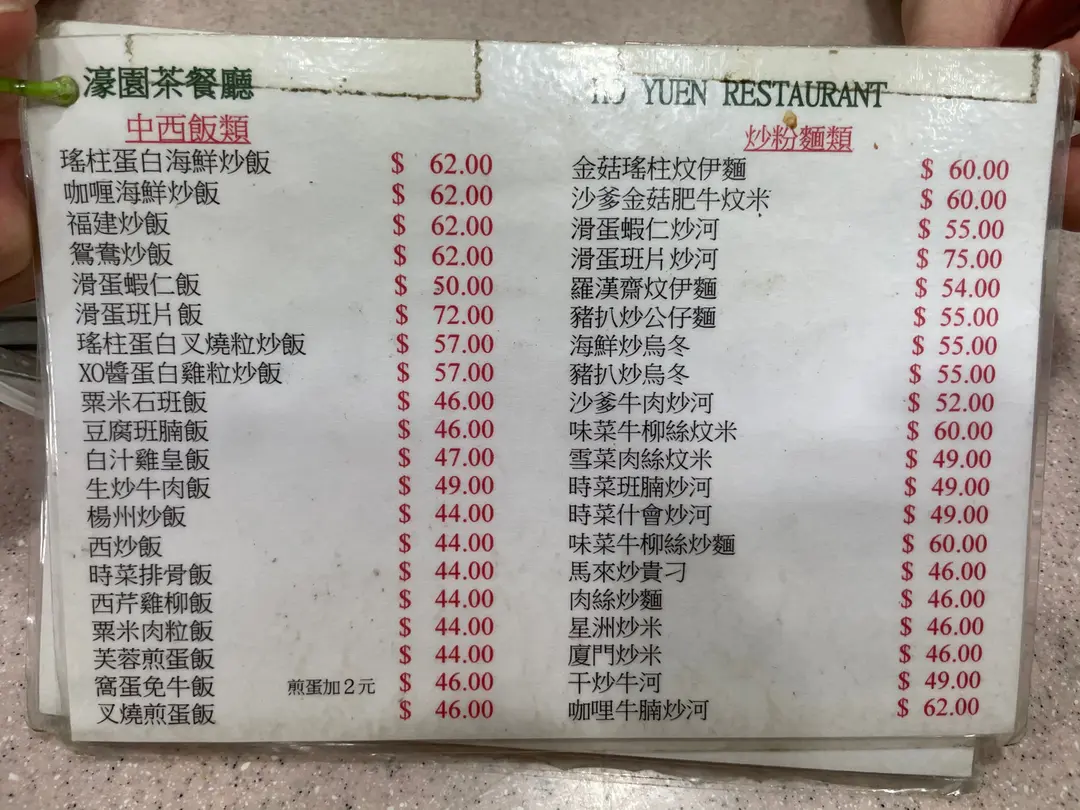 濠園茶餐廳
中西飯類
瑤柱蛋白海鮮炒飯 $ 62.00
咖喱海鮮炒飯 $ 62.00
福建炒飯 $ 62.00
鴛鴦炒飯 $ 62.00
滑蛋蝦仁飯 $ 50.00
滑蛋班片飯 $ 72.00
瑤柱蛋白叉燒粒炒飯 $ 57.00
XO醬蛋白雞粒炒飯 $ 57.00
粟米石班飯 $ 46.00
豆腐班腩飯 $ 46.00
白汁雞皇飯 $ 47.00
生炒牛肉飯 $ 49.00
楊州炒飯 $ 44.00
西炒飯 $ 44.00
時菜排骨飯 $ 44.00
西芹雞柳飯 $ 44.00
粟米肉粒飯 $ 44.00
芙蓉煎蛋飯 $ 44.00
窩蛋免牛飯 煎蛋加2元 $ 46.00
叉燒煎蛋飯 $ 46.00
HO YUEN RESTAURANT
炒粉麵類
金菇瑤柱炆伊麵 $ 60.00
沙爹金菇肥牛炆米 $ 60.00
滑蛋蝦仁炒河 $ 55.00
滑蛋班片炒河 $ 75.00
羅漢齋炆伊麵 $ 54.00
豬扒炒公仔麵 $ 55.00
海鮮炒烏冬 $ 55.00
豬扒炒烏冬 $ 55.00
沙爹牛肉炒河 $ 52.00
味菜牛柳絲炆米 $ 60.00
雪菜肉絲炆米 $ 49.00
時菜班腩炒河 $ 49.00
時菜什會炒河 $ 49.00
味菜牛柳絲炒麵 $ 60.00
馬來炒貴刁 $ 46.00
肉絲炒麵 $ 46.00
星洲炒米 $ 46.00
廈門炒米 $ 46.00
干炒牛河 $ 49.00
咖哩牛腩炒河 $ 62.00